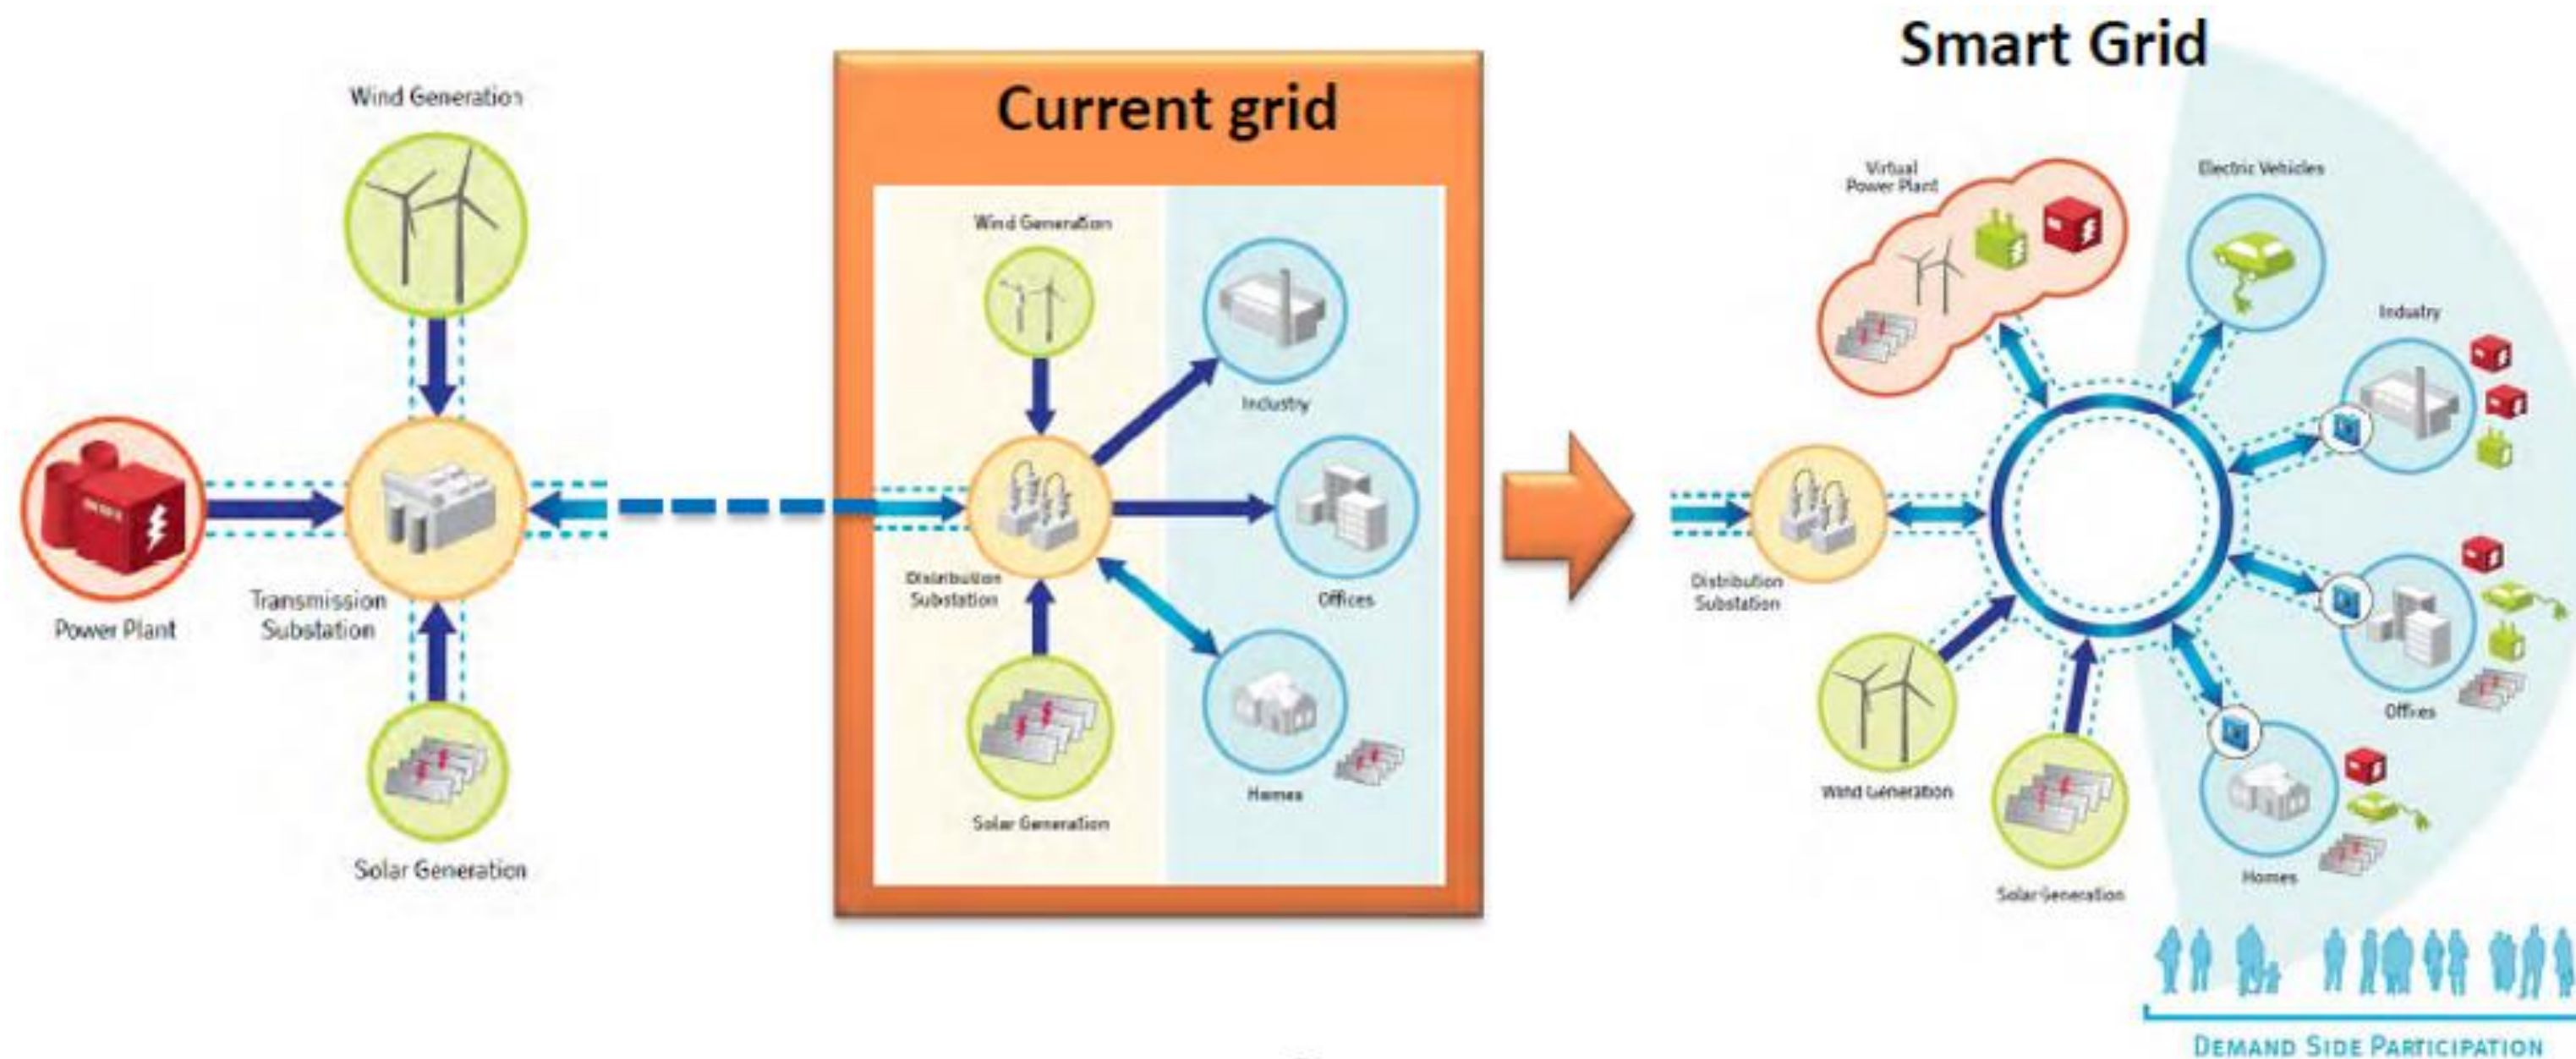 Wind Generation
Power Plant
Transmission
Substation
Solar Generation
Current grid
Wind Generation
Industry
Distribution
Substation
Offices
Homes
Solar Generation
Smart Grid
Virtual
Power Plant
Electric Vehicles
Industry
Distribution
Substation
Offices
Wind Generation
Homes
Solar Generation
DEMAND SIDE PARTICIPATION